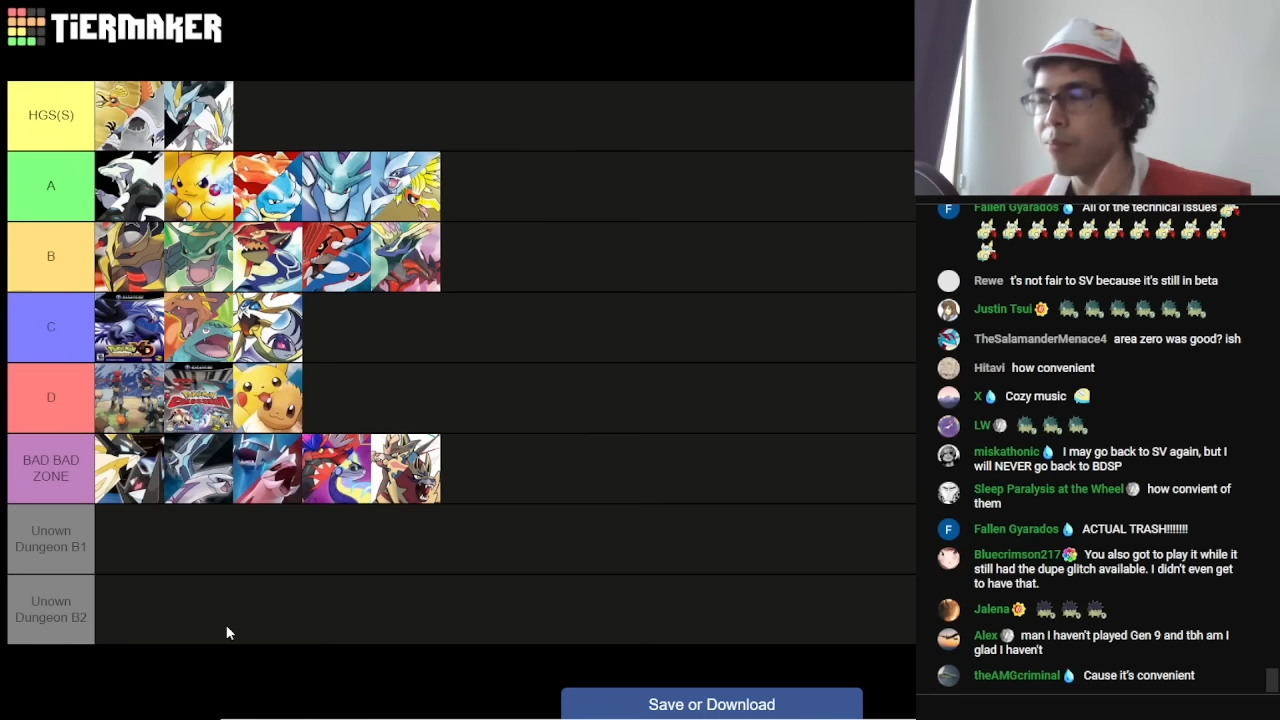 TiERMAKER
HGS(S)
A
B
C
D
BAD BAD
ZONE
Unown
Dungeon B1
Unown
Dungeon B2
Save or Download
Fallen Gyarados All of the technical issues
Rewe t's not fair to SV because it's still in beta
Justin Tsui
TheSalamanderMenace4 area zero was good? ish
Hitavi how convenient
X Cozy music
LW
miskathonic I may go back to SV again, but I
will NEVER go back to BDSP
Sleep Paralysis at the Wheel how convient of
them
Fallen Gyarados ACTUAL TRASH!!!!!!!
Bluecrimson217 You also got to play it while it
still had the dupe glitch available. I didn't even get
to have that.
Jalena
Alex man I haven't played Gen 9 and tbh am I
glad I haven't
theAMGcriminal Cause it's convenient